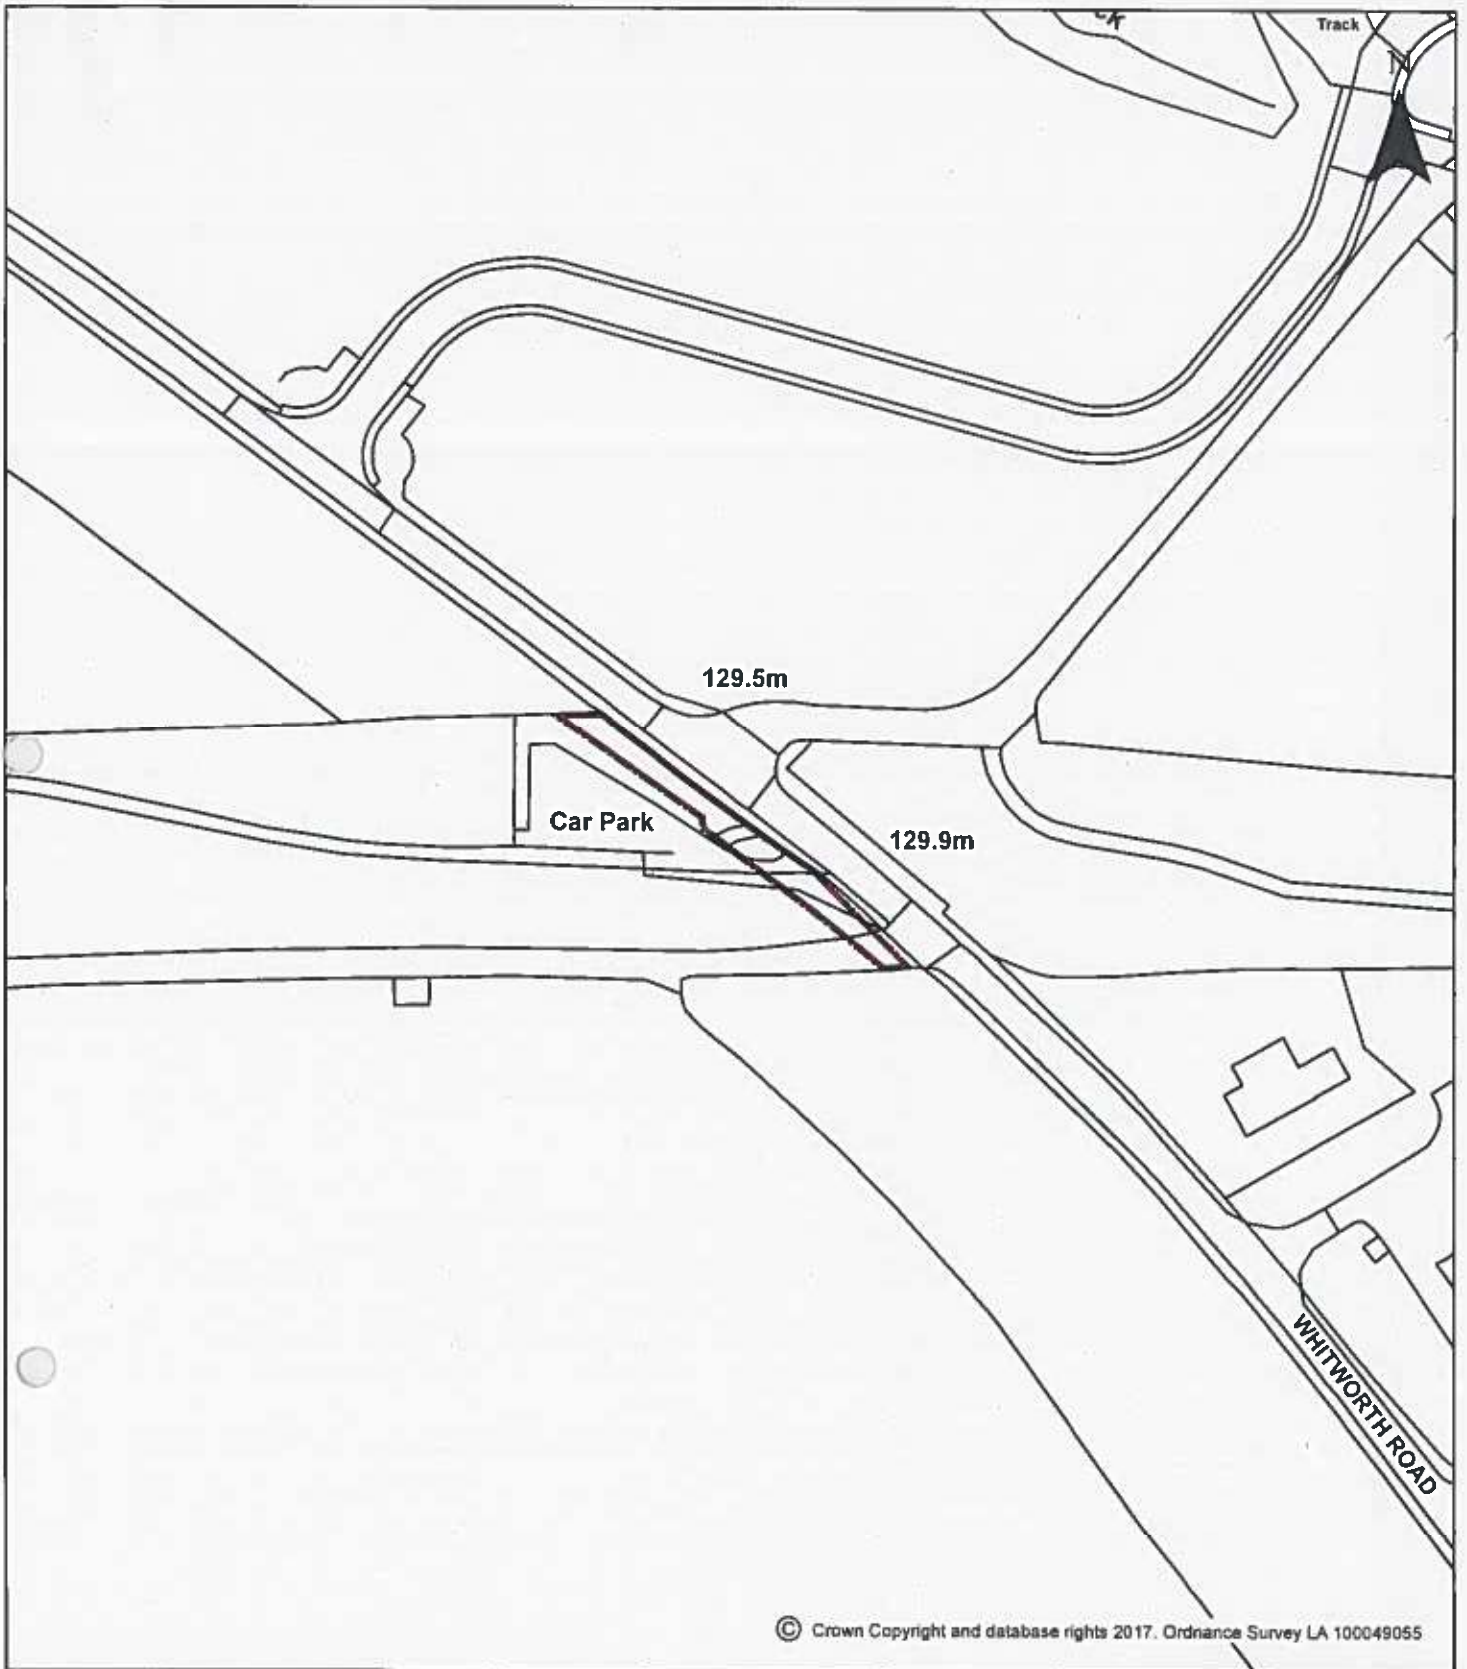 Track
N
129.5m
Car Park
129.9m
WHITWORTH ROAD
© Crown Copyright and database rights 2017. Ordnance Survey LA 100049055